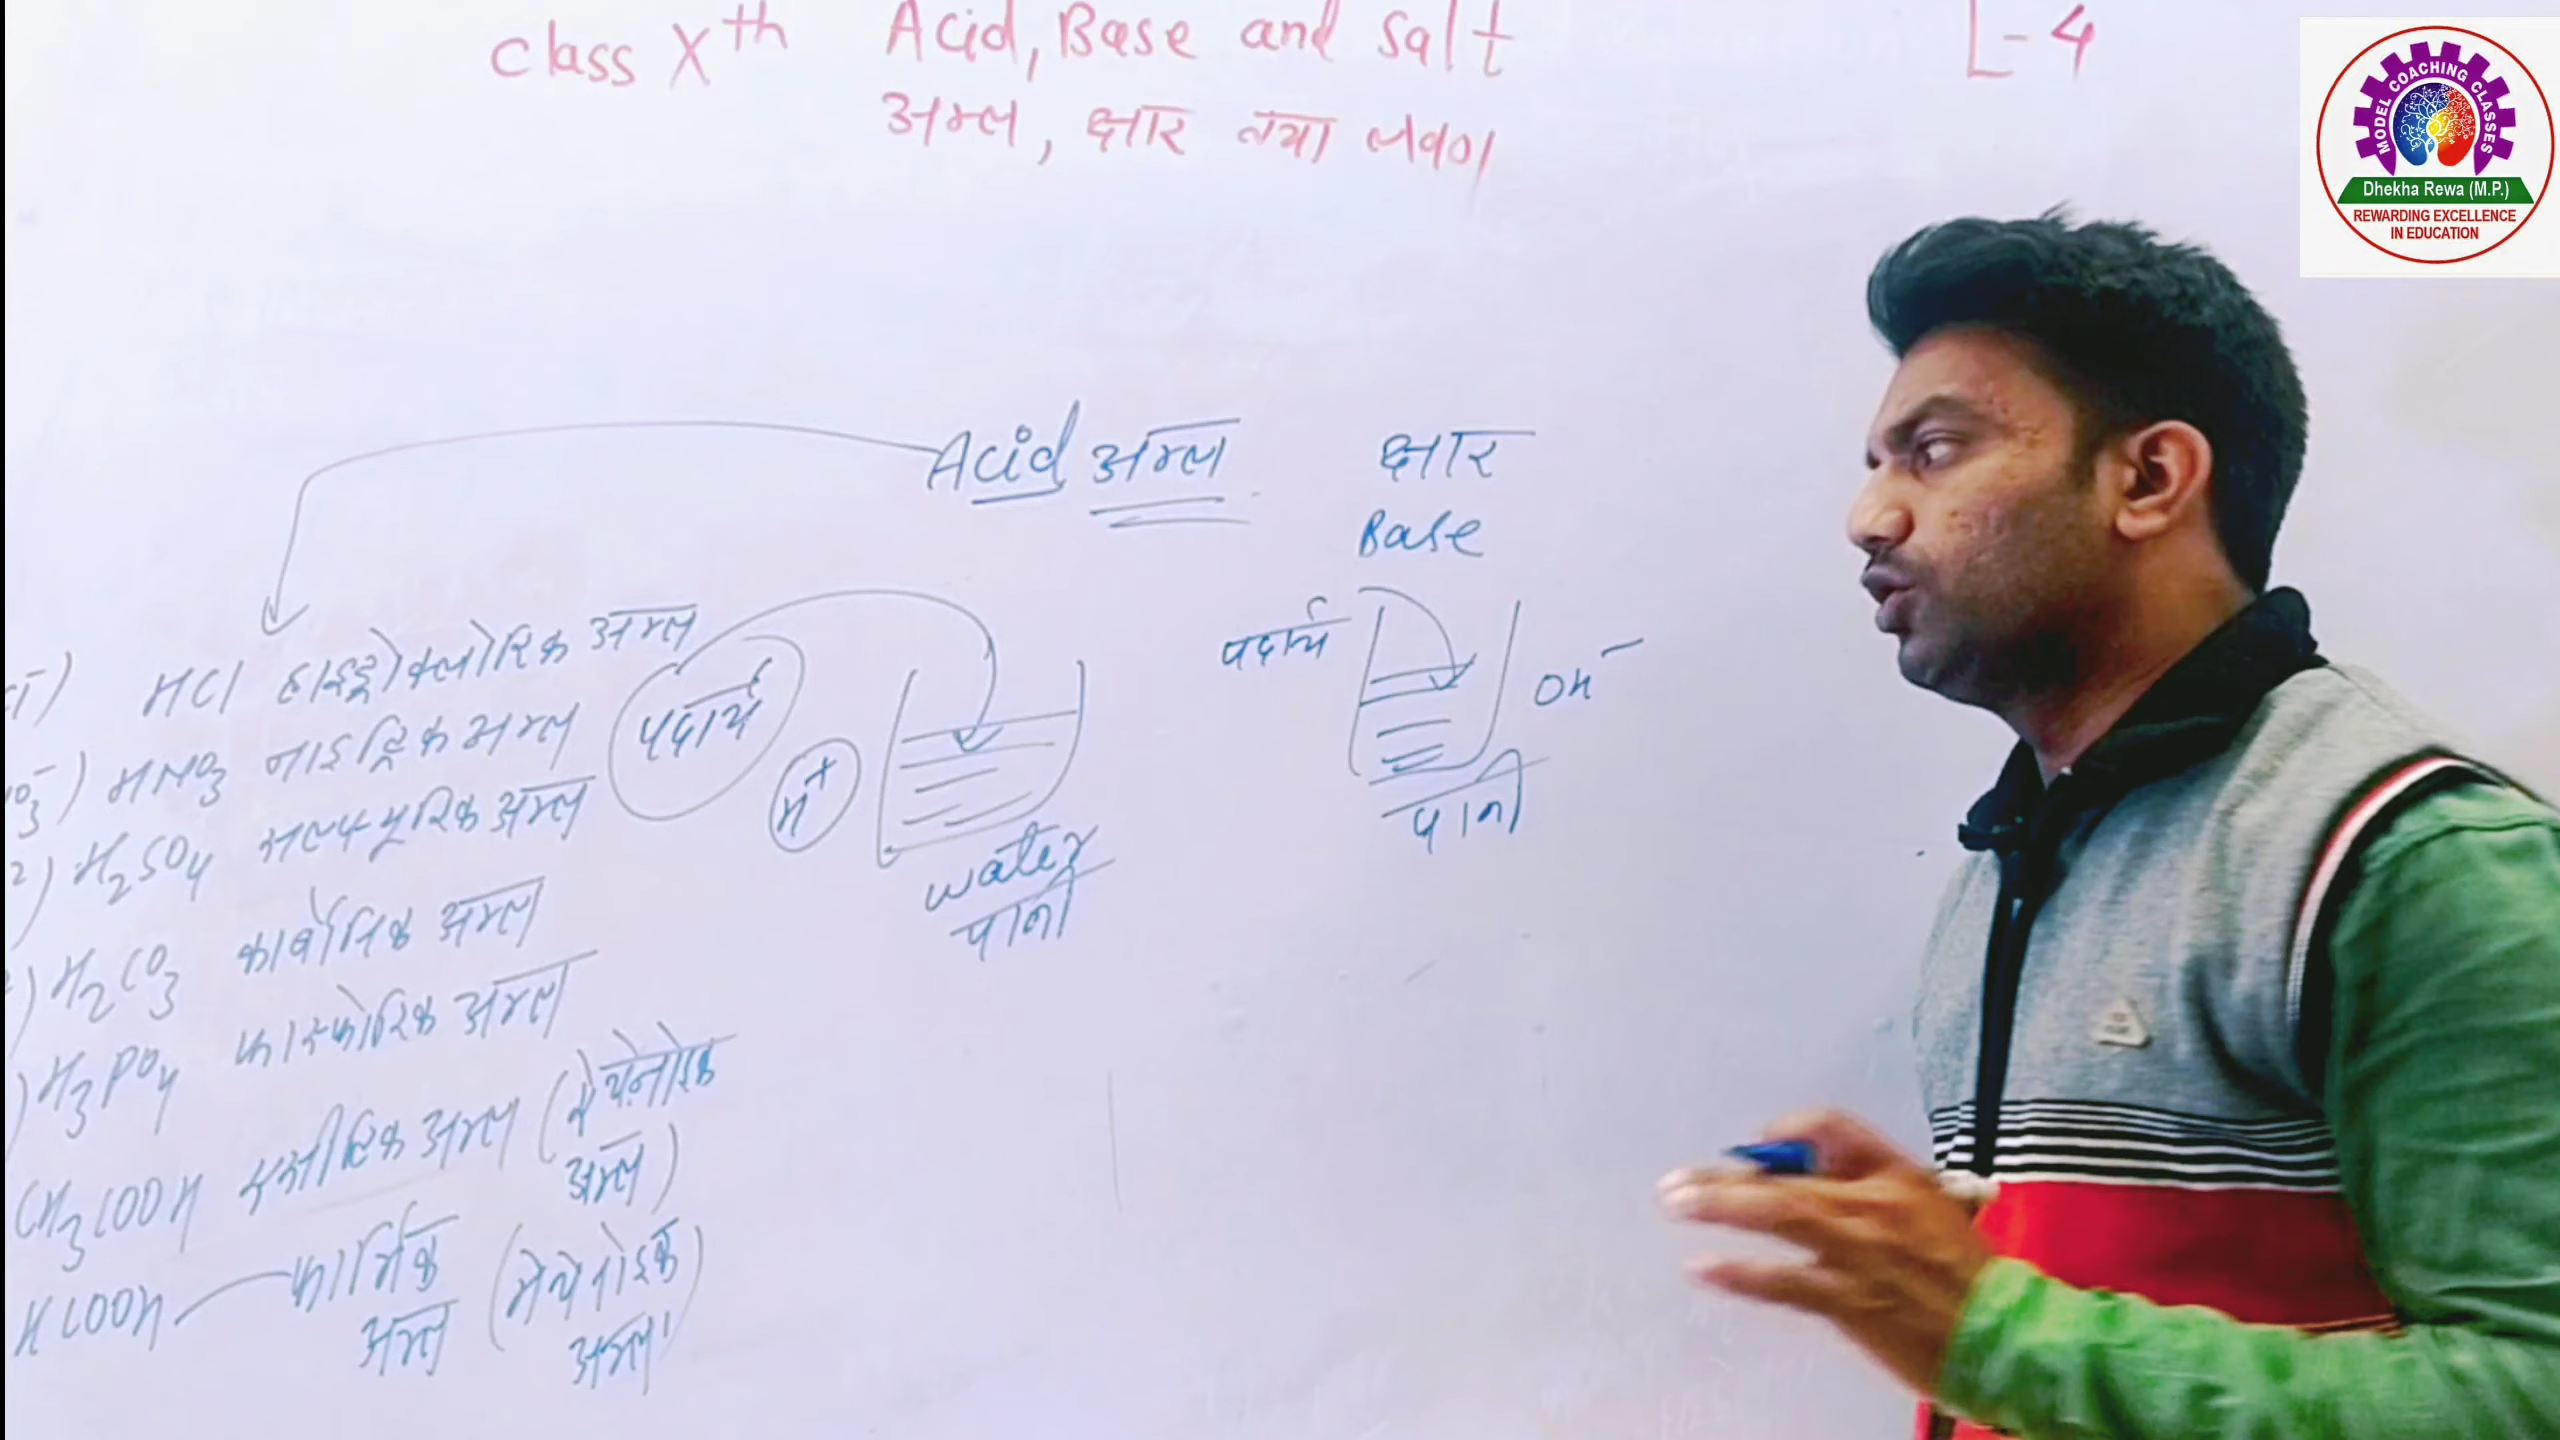 Class Xth Acid, Base and Salt L-4
अम्ल, क्षार तथा लवण
MODEL COACHING CLASSES
Dhekha Rewa (M.P.)
REWARDING EXCELLENCE
IN EDUCATION
Acid अम्ल
क्षार
Base
HCl हाइड्रोक्लोरिक अम्ल
HNO3 नाइट्रिक अम्ल
H2SO4 सल्फ्यूरिक अम्ल
H2CO3 कार्बोनिक अम्ल
H3PO4 फास्फोरिक अम्ल
CH3COOH एसीटिक अम्ल (अम्ल)
HCOOH फार्मिक अम्ल (मेथेनोइक अम्ल)
पदार्थ
H+
water
पानी
पदार्थ
OH-
पानी